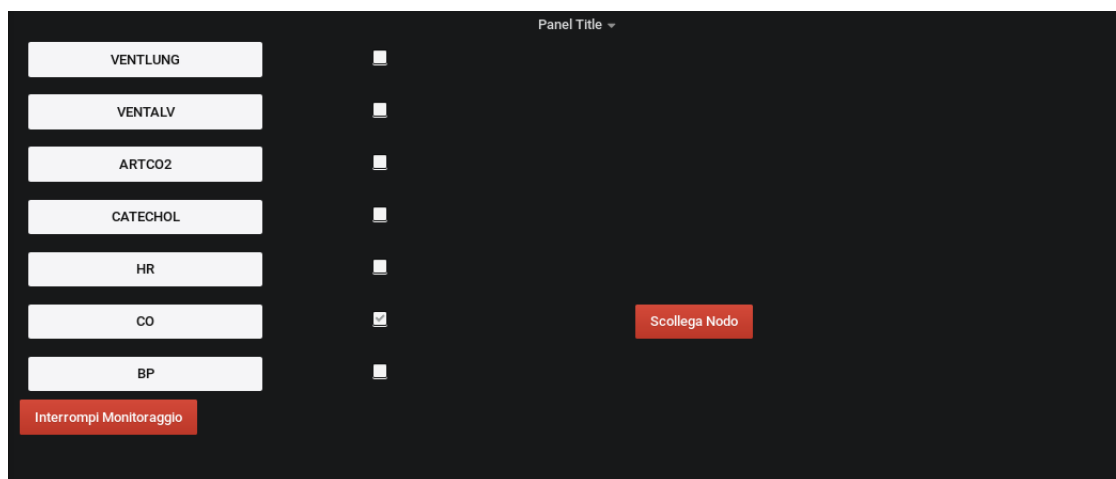 Panel Title
VENTLUNG
VENTALV
ARTCO2
CATECHOL
HR
CO
Scollega Nodo
BP
Interrompi Monitoraggio